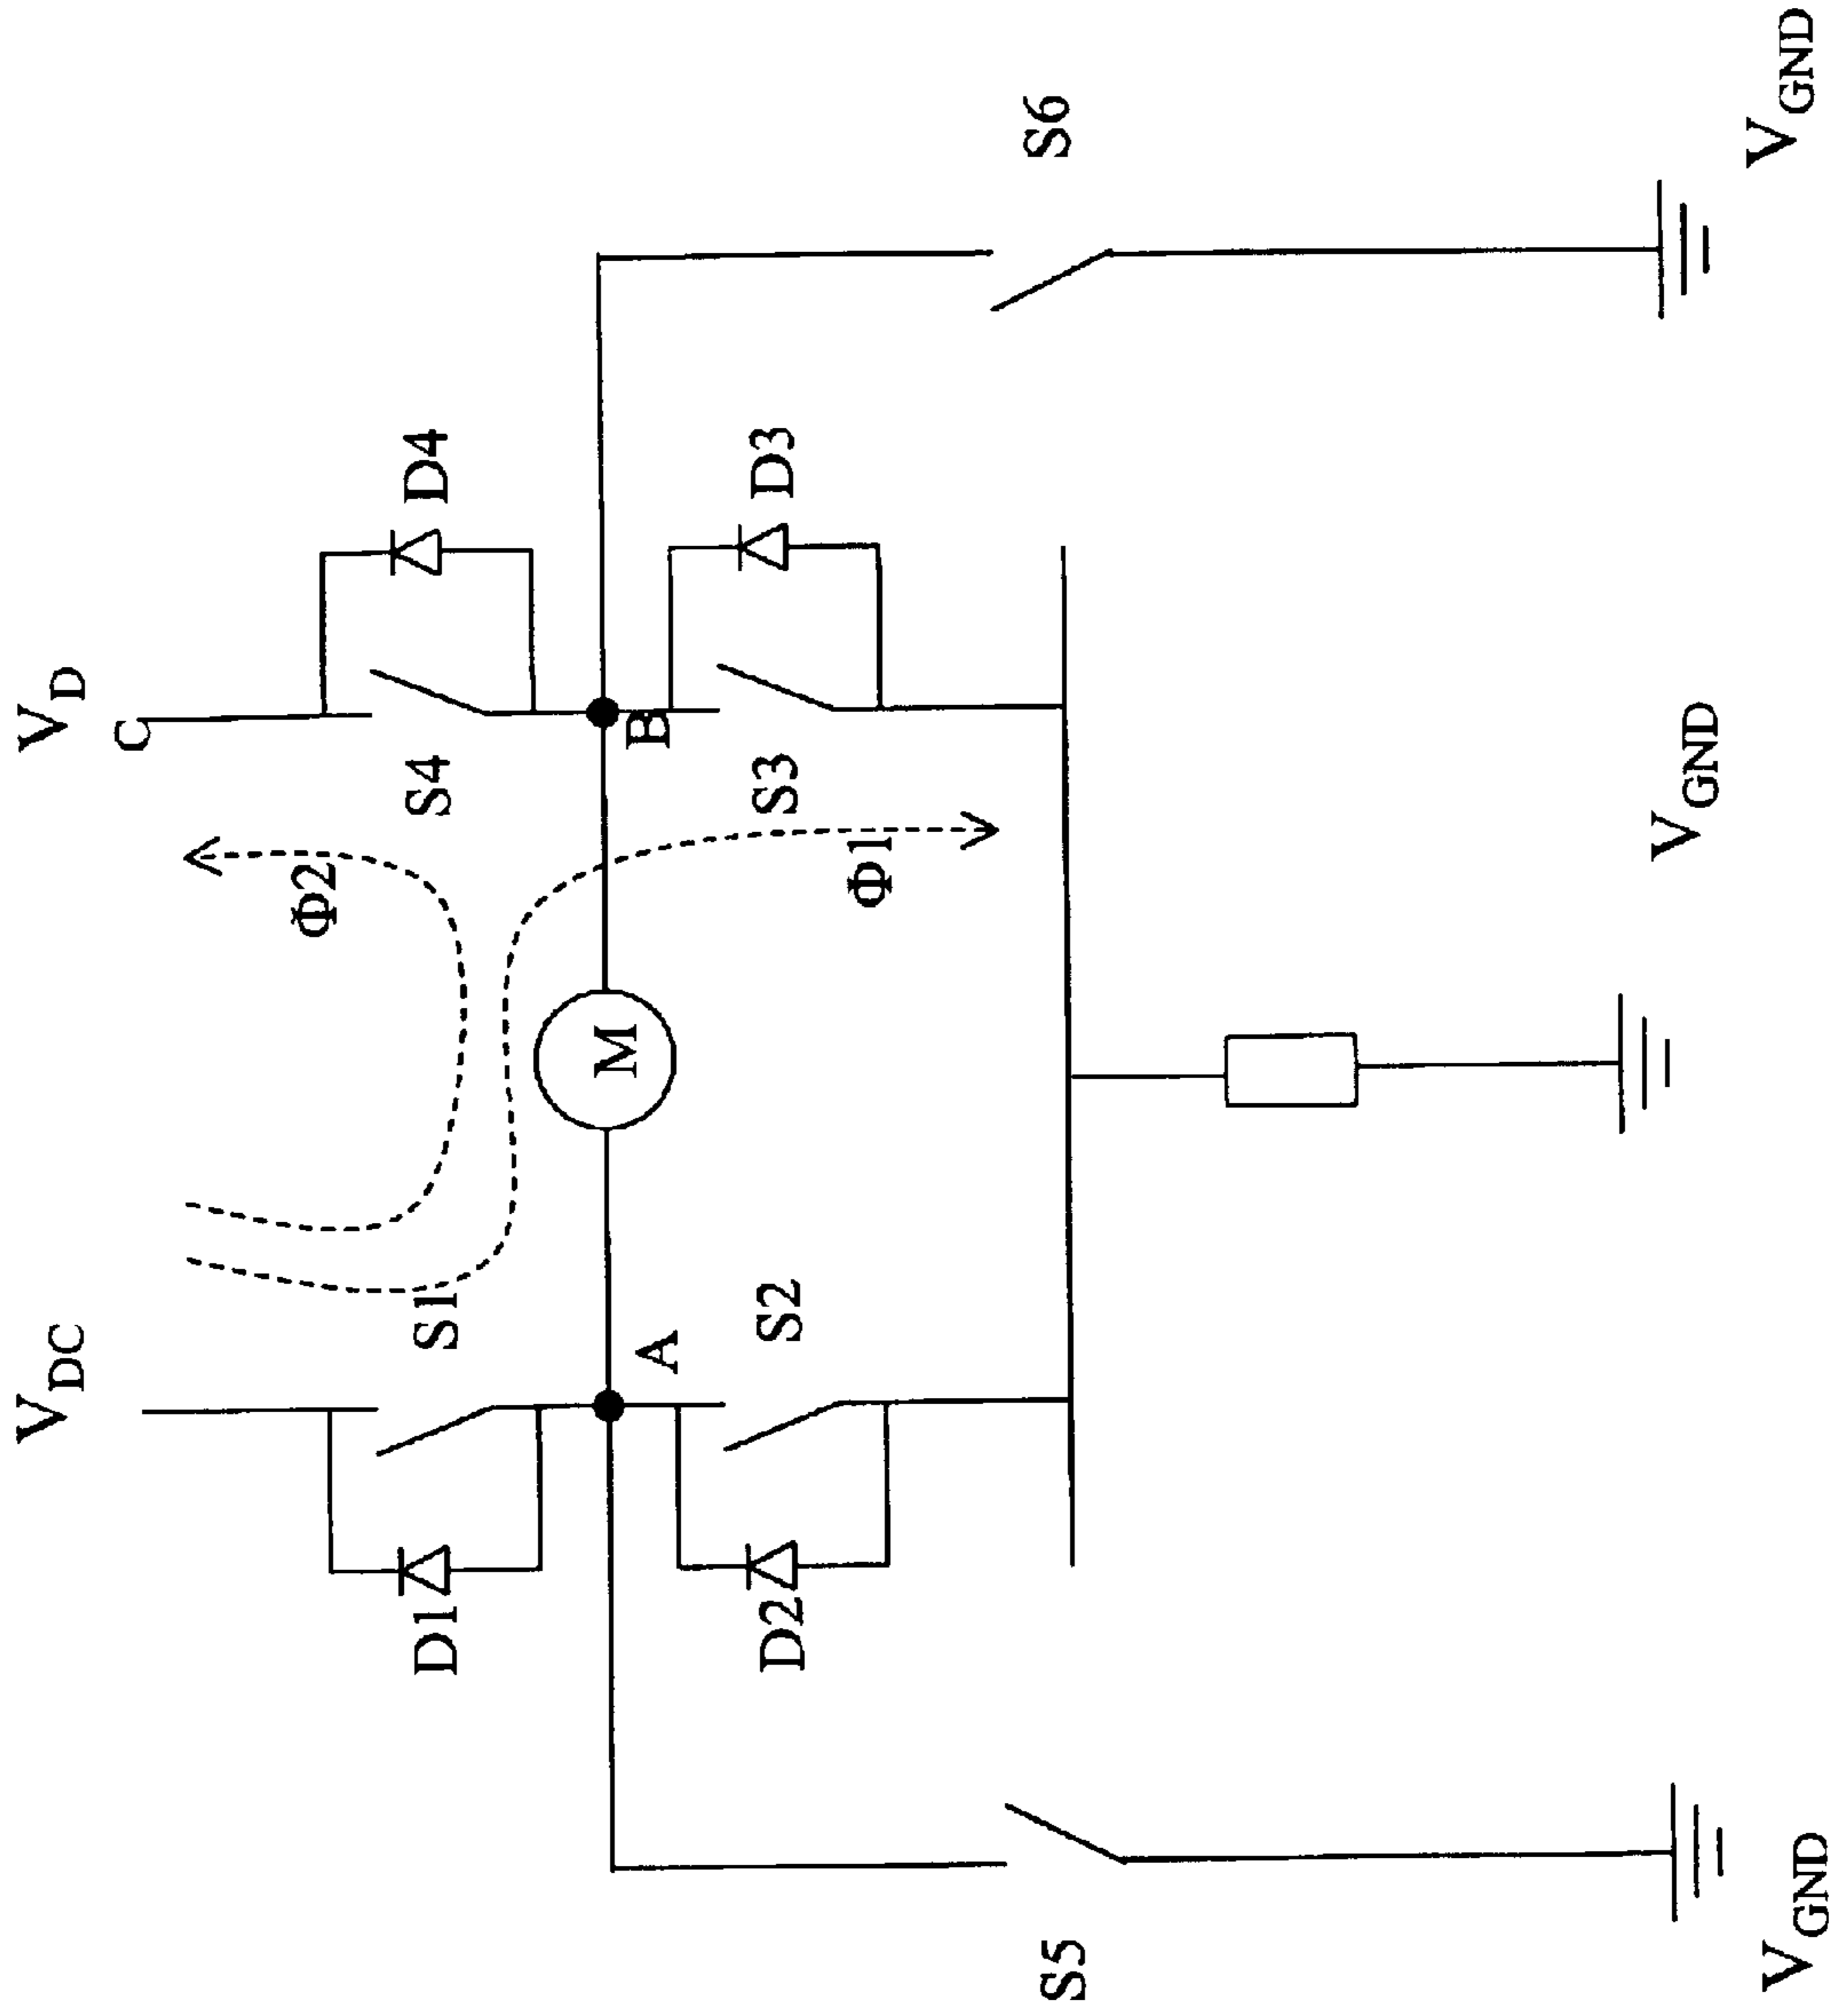 V_DC
V_D
C
Φ2
D1
S1
S4
D4
M
A
B
D2
S2
Φ1
S3
D3
S5
S6
V_GND
V_GND
V_GND